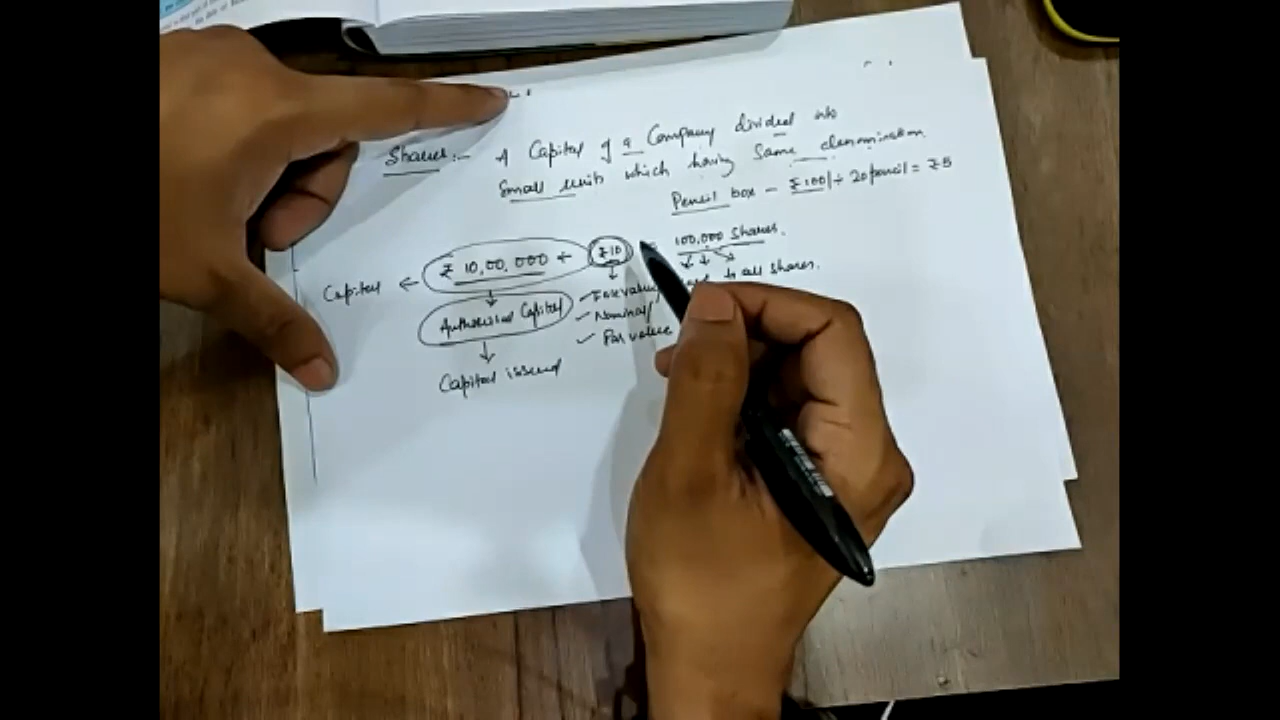 Shares :- A Capital of a Company divided into
Small units which having Same denomination
Pencil box - ₹100/ ÷ 20 pencil = ₹5
Capital ← ₹ 10,00,000 ÷ ₹10 = 100,000 Shares.
Authorised Capital Face value to all shares.
Nominal
Par value
Capital issued